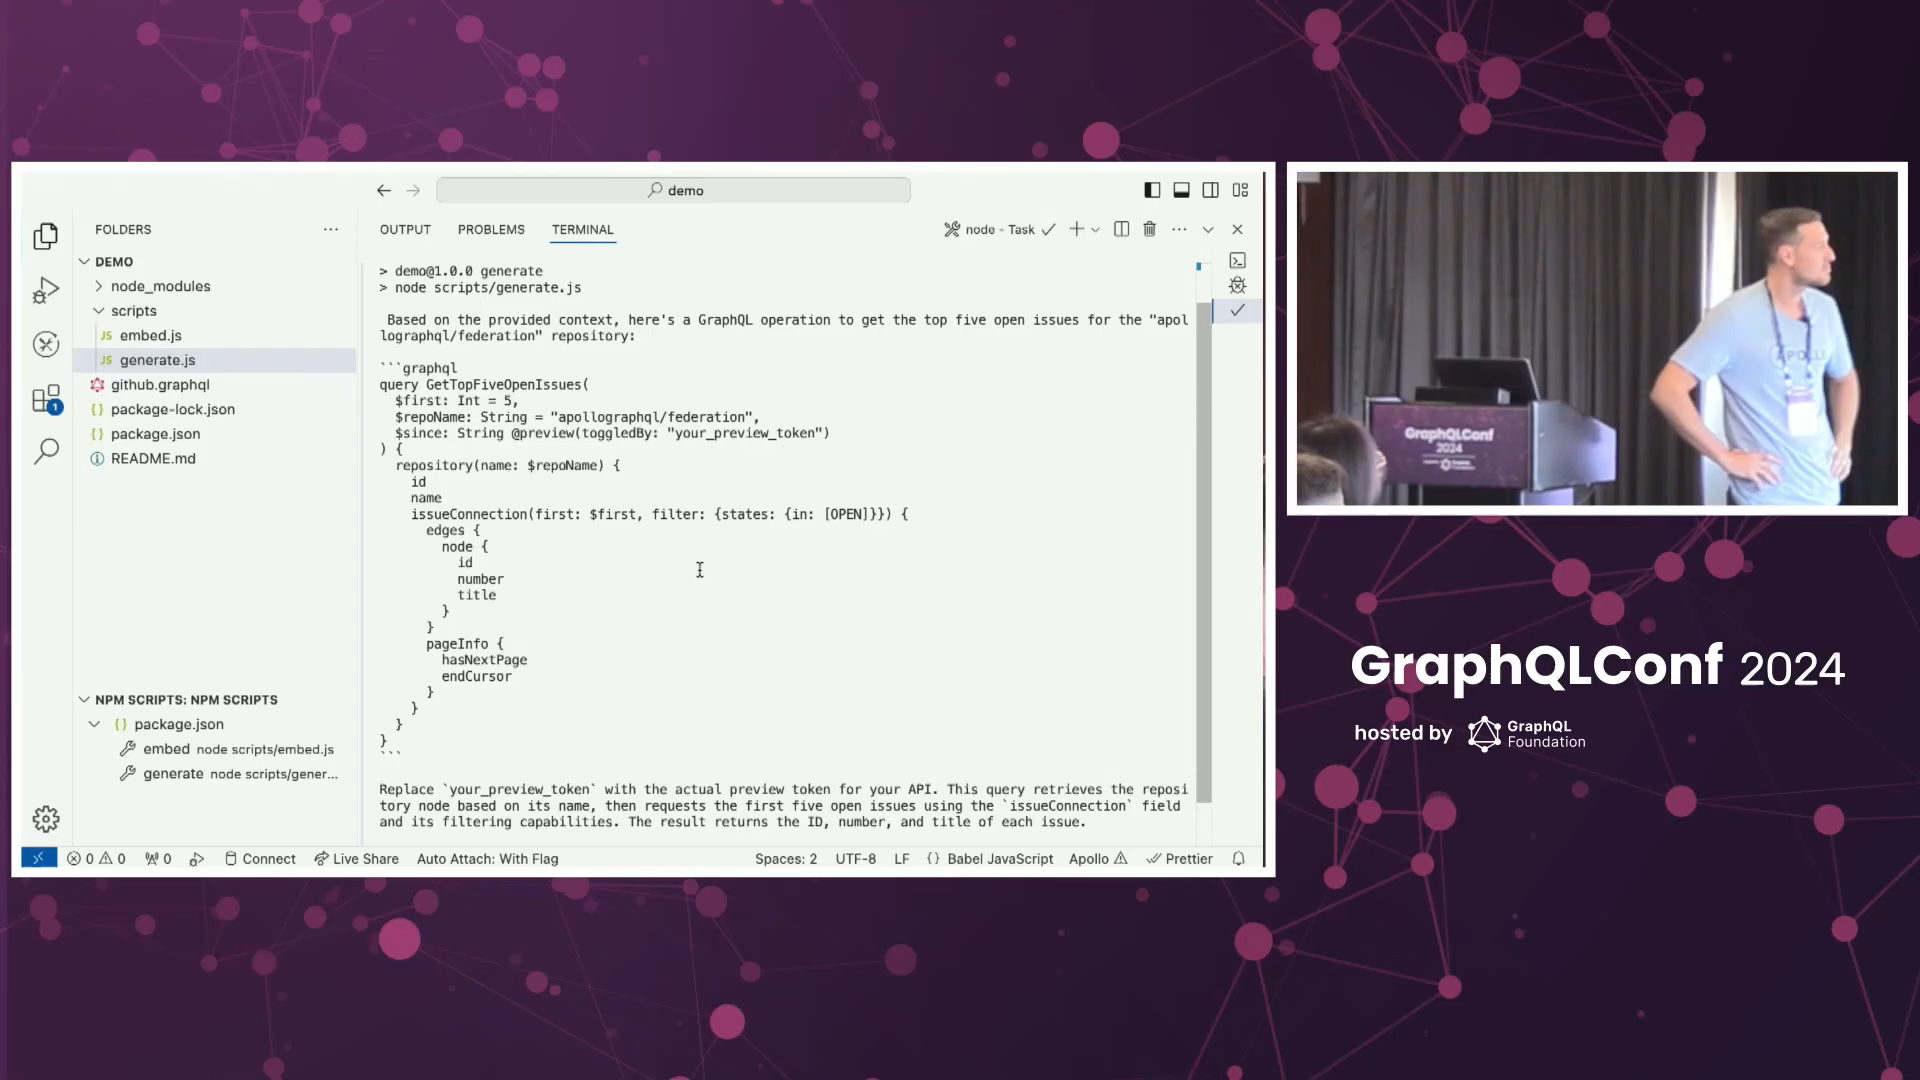 demo
FOLDERS
DEMO
node_modules
scripts
JS embed.js
JS generate.js
github.graphql
{} package-lock.json
{} package.json
README.md
NPM SCRIPTS: NPM SCRIPTS
{} package.json
embed node scripts/embed.js
generate node scripts/gener...
1
OUTPUT PROBLEMS TERMINAL
node - Task
> demo@1.0.0 generate
> node scripts/generate.js
Based on the provided context, here's a GraphQL operation to get the top five open issues for the "apol
lographql/federation" repository:
```graphql
query GetTopFiveOpenIssues(
$first: Int = 5,
$repoName: String = "apollographql/federation",
$since: String @preview(toggledBy: "your_preview_token")
) {
repository(name: $repoName) {
id
name
issueConnection(first: $first, filter: {states: {in: [OPEN]}}) {
edges {
node {
id
number
title
}
}
pageInfo {
hasNextPage
endCursor
}
}
}
}
```
Replace `your_preview_token` with the actual preview token for your API. This query retrieves the reposi
tory node based on its name, then requests the first five open issues using the `issueConnection` field
and its filtering capabilities. The result returns the ID, number, and title of each issue.
0 0 0 Connect Live Share Auto Attach: With Flag Spaces: 2 UTF-8 LF {} Babel JavaScript Apollo Prettier
APOLLO
GraphQLConf
2024
GraphQLConf 2024
hosted by GraphQL
Foundation